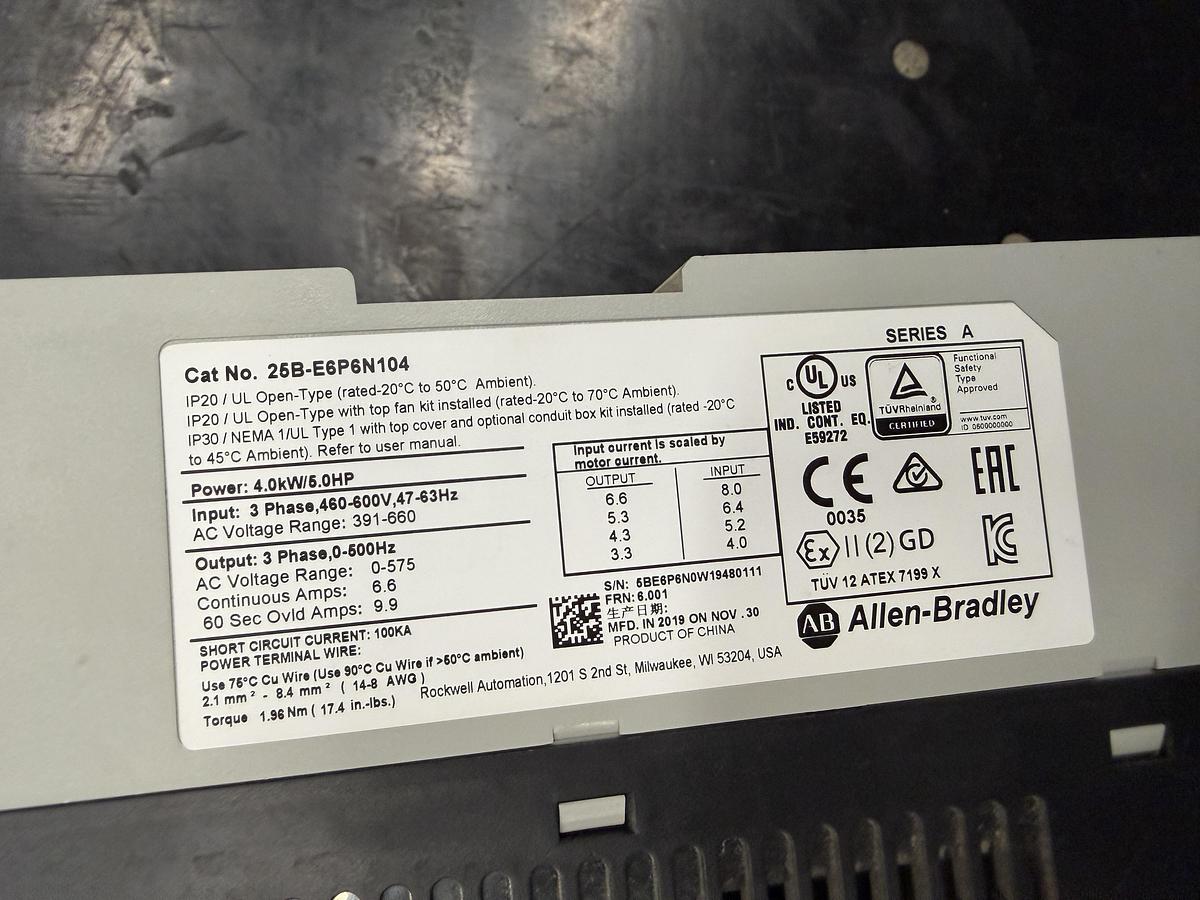 SERIES A
Cat No. 25B-E6P6N104
IP20 / UL Open-Type (rated-20°C to 50°C Ambient).
IP20 / UL Open-Type with top fan kit installed (rated-20°C to 70°C Ambient).
IP30 / NEMA 1/UL Type 1 with top cover and optional conduit box kit installed (rated -20°C
to 45°C Ambient). Refer to user manual.
Power: 4.0kW/5.0HP
Input: 3 Phase,460-600V,47-63Hz
AC Voltage Range: 391-660
Output: 3 Phase,0-500Hz
AC Voltage Range: 0-575
Continuous Amps: 6.6
60 Sec Ovld Amps: 9.9
SHORT CIRCUIT CURRENT: 100KA
POWER TERMINAL WIRE:
Use 75°C Cu Wire (Use 90°C Cu Wire if >50°C ambient)
2.1 mm² - 8.4 mm² ( 14-8 AWG )
Torque 1.96 Nm ( 17.4 in.-lbs.)
Input current is scaled by
motor current.
OUTPUT INPUT
6.6 8.0
5.3 6.4
4.3 5.2
3.3 4.0
S/N: 5BE6P6N0W19480111
FRN: 6.001
生产日期:
MFD. IN 2019 ON NOV .30
PRODUCT OF CHINA
Rockwell Automation,1201 S 2nd St, Milwaukee, WI 53204, USA
C UL US
LISTED
IND. CONT. EQ.
E59272
TÜVRheinland
®
CERTIFIED
Functional
Safety
Type
Approved
www.tuv.com
ID 0600000000
CE
0035
EAC
Ex II (2) GD
KC
TÜV 12 ATEX 7199 X
AB Allen-Bradley